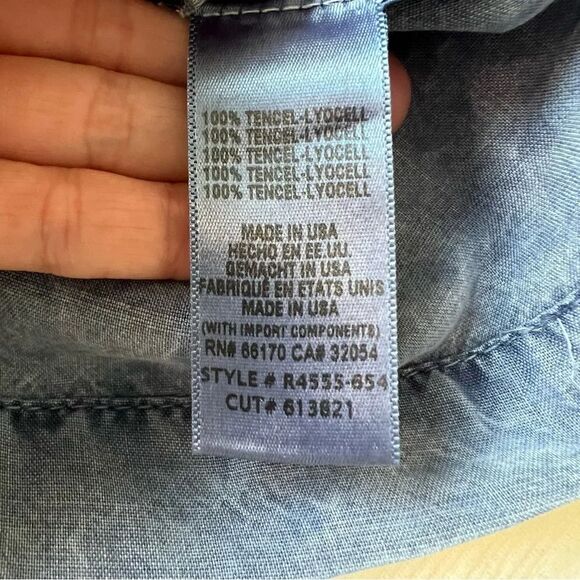 100% TENCEL-LYOCELL
100% TENCEL-LYOCELL
100% TENCEL-LYOCELL
100% TENCEL-LYOCELL
100% TENCEL-LYOCELL
MADE IN USA
HECHO EN EE.UU
GEMACHT IN USA
FABRIQUE EN ETATS UNIS
MADE IN USA
(WITH IMPORT COMPONENTS)
RN# 66170 CA# 32054
STYLE # R4555-654
CUT# 613821